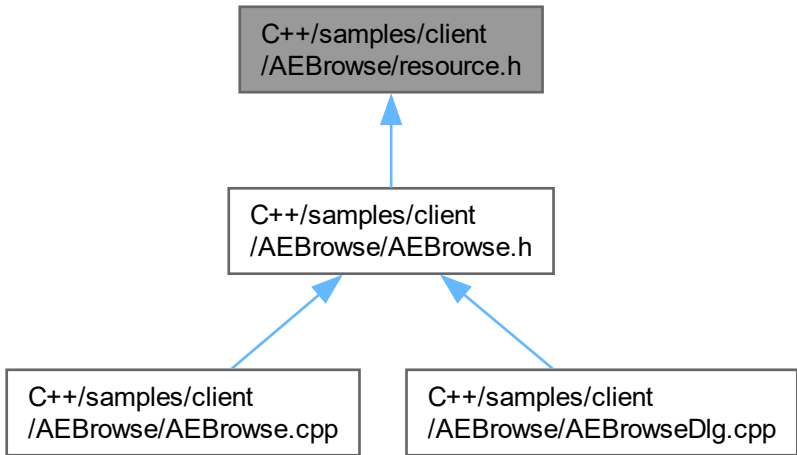 C++/samples/client
/AEBrowse/resource.h
C++/samples/client
/AEBrowse/AEBrowse.h
C++/samples/client
/AEBrowse/AEBrowse.cpp
C++/samples/client
/AEBrowse/AEBrowseDlg.cpp